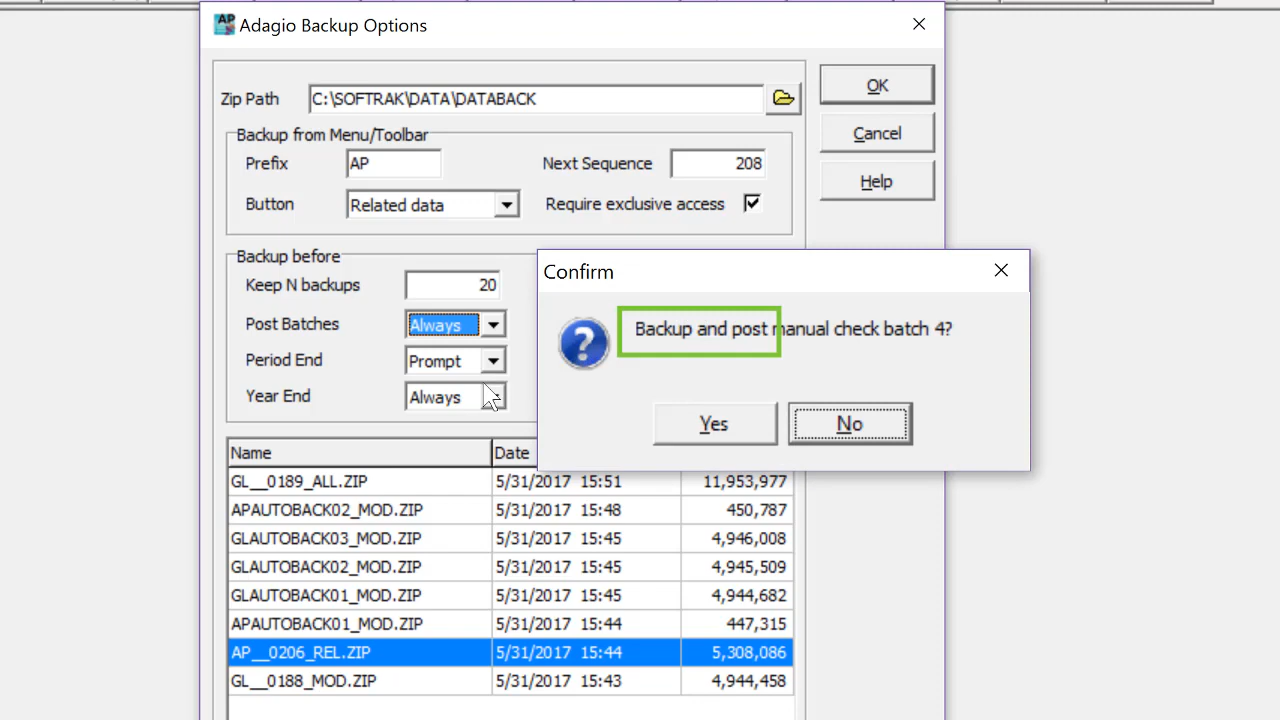 AP Adagio Backup Options
Zip Path C:\SOFTRAK\DATA\DATABACK OK
Backup from Menu/Toolbar
Cancel
Prefix AP Next Sequence 208
Help
Button Related data Require exclusive access
Backup before
Keep N backups 20
Confirm
Post Batches Always
Backup and post manual check batch 4?
Period End Prompt
Year End Always
Yes No
Name Date
GL__0189_ALL.ZIP 5/31/2017 15:51 11,953,977
APAUTOBACK02_MOD.ZIP 5/31/2017 15:48 450,787
GLAUTOBACK03_MOD.ZIP 5/31/2017 15:45 4,946,008
GLAUTOBACK02_MOD.ZIP 5/31/2017 15:45 4,945,509
GLAUTOBACK01_MOD.ZIP 5/31/2017 15:45 4,944,682
APAUTOBACK01_MOD.ZIP 5/31/2017 15:44 447,315
AP__0206_REL.ZIP 5/31/2017 15:44 5,308,086
GL__0188_MOD.ZIP 5/31/2017 15:43 4,944,458